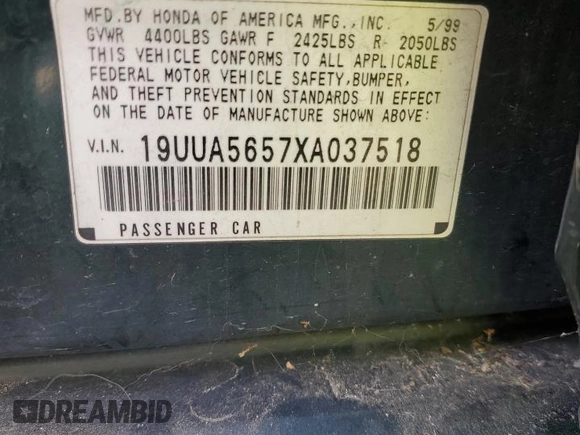 MFD.BY HONDA OF AMERICA MFG.,INC. 5/99
GVWR 4400LBS GAWR F 2425LBS R- 2050LBS
THIS VEHICLE CONFORMS TO ALL APPLICABLE
FEDERAL MOTOR VEHICLE SAFETY,BUMPER,
AND THEFT PREVENTION STANDARDS IN EFFECT
ON THE DATE OF MANUFACTURE SHOWN ABOVE:
V.I.N. 19UUA5657XA037518
PASSENGER CAR
DREAMBID